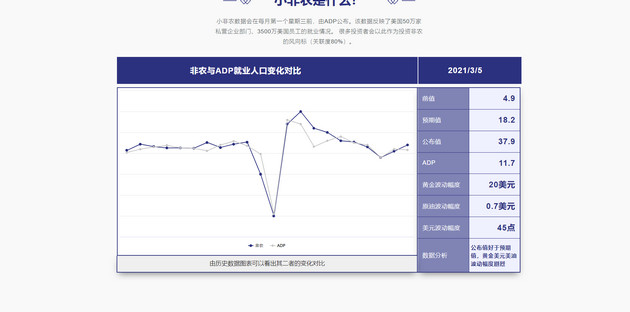 小非农是什么?
小非农数据会在每月第一个星期三前，由ADP公布。该数据反映了美国50万家
私营企业部门，3500万美国员工的就业情况。 很多投资者会以此作为投资非农
的风向标（关联度80%）。
非农与ADP就业人口变化对比
2021/3/5
前值
4.9
预期值
18.2
公布值
37.9
ADP
11.7
黄金波动幅度
20美元
原油波动幅度
0.7美元
美元波动幅度
45点
数据分析
公布值好于预期
值，黄金美元美油
波动幅度剧烈
非农
ADP
由历史数据图表可以看出其二者的变化对比